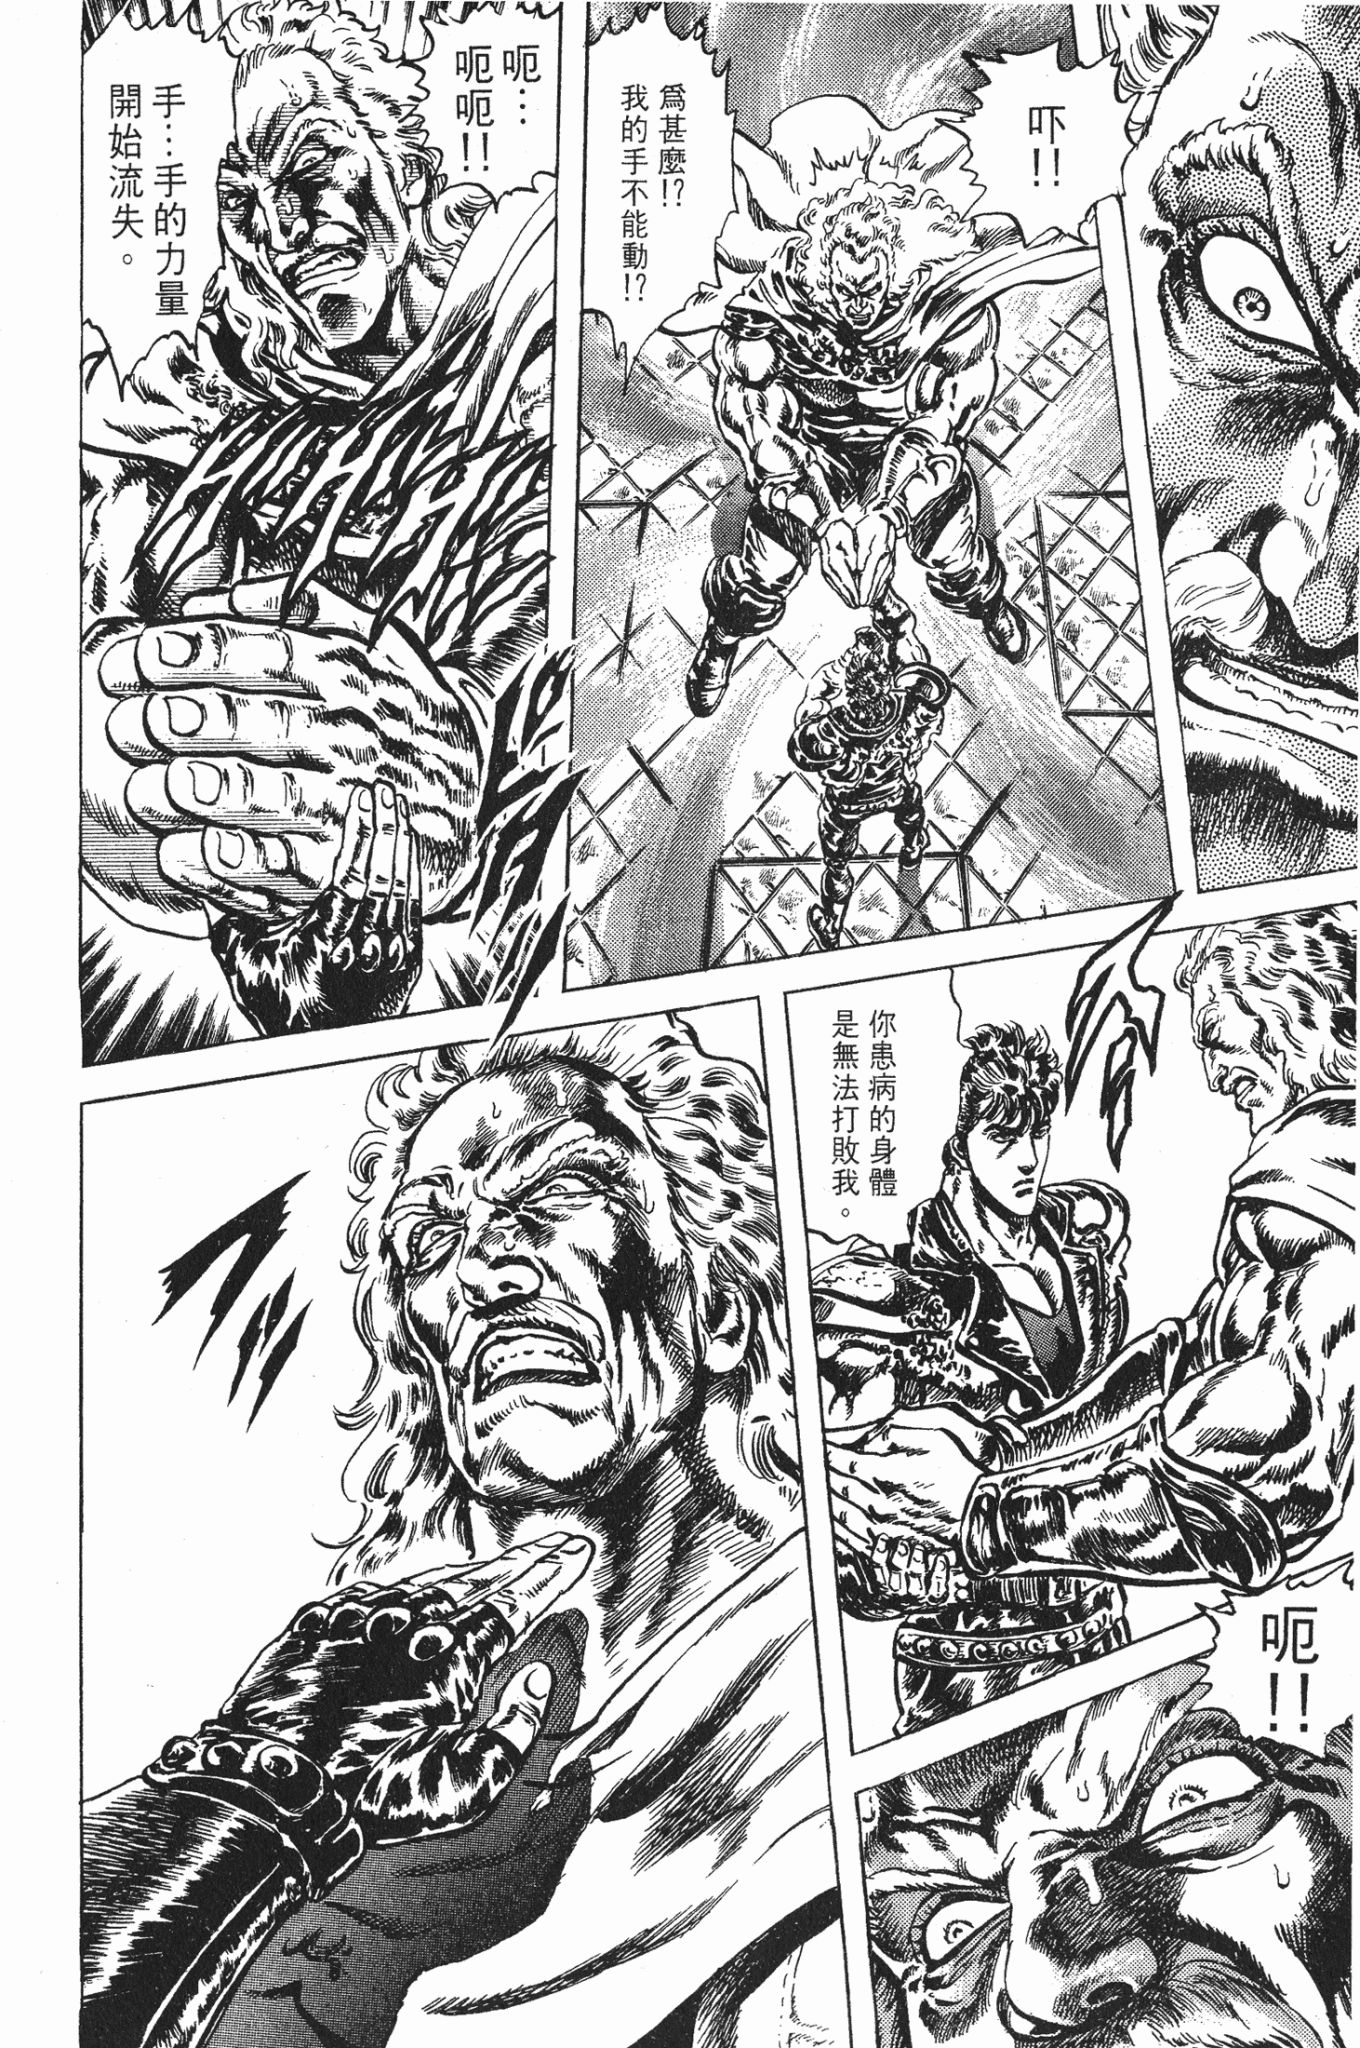 吓!!
爲甚麼!?
我的手不能動!?
呃…
呃呃!!
手…手的力量
開始流失。
你患病的身體
是無法打敗我。
呃!!